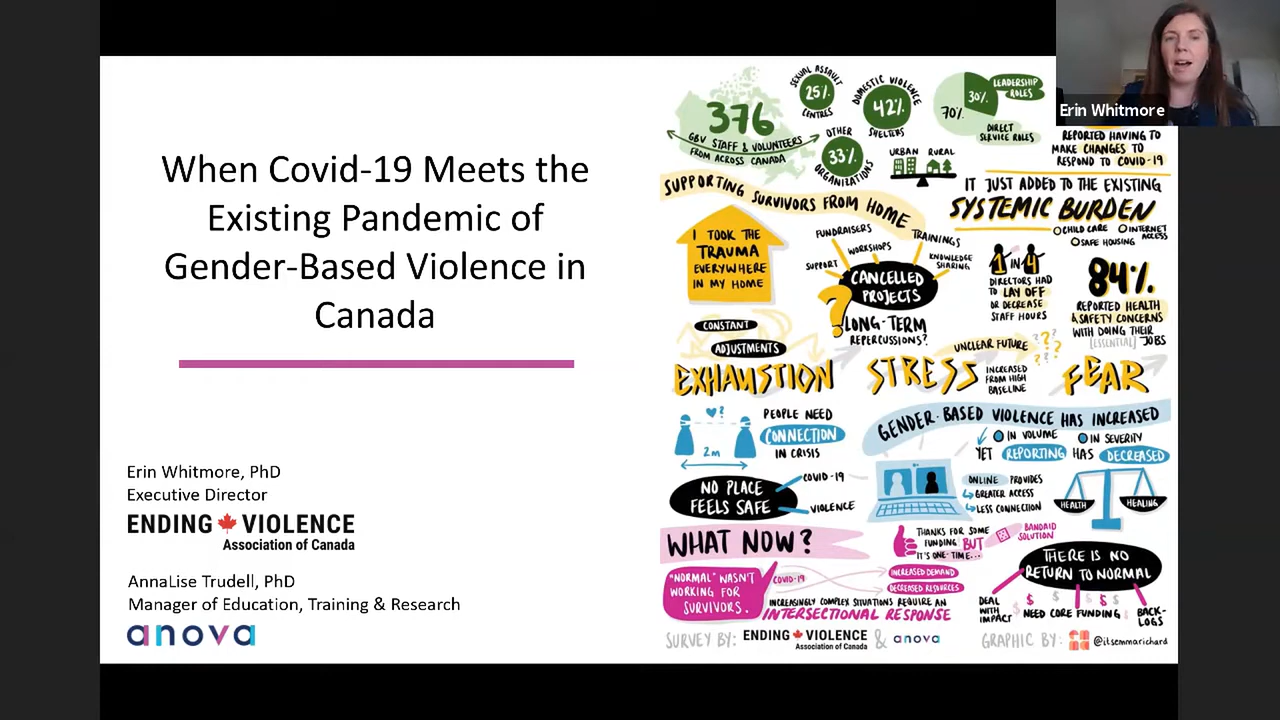 Erin Whitmore
When Covid-19 Meets the
Existing Pandemic of
Gender-Based Violence in
Canada
Erin Whitmore, PhD
Executive Director
ENDING VIOLENCE
Association of Canada
AnnaLise Trudell, PhD
Manager of Education, Training & Research
anova
376
GBV STAFF & VOLUNTEERS
FROM ACROSS CANADA
SEXUAL ASSAULT
25%
CENTRES
DOMESTIC VIOLENCE
42%
SHELTERS
OTHER
33%
ORGANIZATIONS
70%
30%
LEADERSHIP
ROLES
DIRECT
SERVICE ROLES
URBAN RURAL
REPORTED HAVING TO
MAKE CHANGES TO
RESPOND TO COVID-19
SUPPORTING SURVIVORS FROM HOME
IT JUST ADDED TO THE EXISTING
SYSTEMIC BURDEN
CHILD CARE
INTERNET
ACCESS
SAFE HOUSING
I TOOK THE
TRAUMA
EVERYWHERE
IN MY HOME
FUNDRAISERS
WORKSHOPS
TRAININGS
SUPPORT
KNOWLEDGE
SHARING
CANCELLED
PROJECTS
?
LONG-TERM
REPERCUSSIONS?
1 IN 4
DIRECTORS HAD
TO LAY OFF
OR DECREASE
STAFF HOURS
84%
REPORTED HEALTH
& SAFETY CONCERNS
WITH DOING THEIR
[ESSENTIAL] JOBS
CONSTANT
ADJUSTMENTS
UNCLEAR FUTURE
???
EXHAUSTION
STRESS
INCREASED
FROM HIGH
BASELINE
FEAR
?
2m
PEOPLE NEED
CONNECTION
IN CRISIS
GENDER-BASED VIOLENCE HAS INCREASED
IN VOLUME
IN SEVERITY
YET REPORTING HAS DECREASED
NO PLACE
FEELS SAFE
COVID-19
VIOLENCE
ONLINE PROVIDES
GREATER ACCESS
LESS CONNECTION
HEALTH
HEALING
WHAT NOW?
THANKS FOR SOME
FUNDING BUT
IT'S ONE-TIME...
BANDAID
SOLUTION
"NORMAL" WASN'T
WORKING FOR
SURVIVORS.
COVID-19
INCREASED DEMAND
DECREASED RESOURCES
INCREASINGLY COMPLEX SITUATIONS REQUIRE AN
INTERSECTIONAL RESPONSE
THERE IS NO
RETURN TO NORMAL
DEAL
WITH
IMPACT
$ $ $ $ $
NEED CORE FUNDING
BACK-
LOGS
SURVEY BY: ENDING VIOLENCE
Association of Canada
& anova
GRAPHIC BY: @itsemmarichard